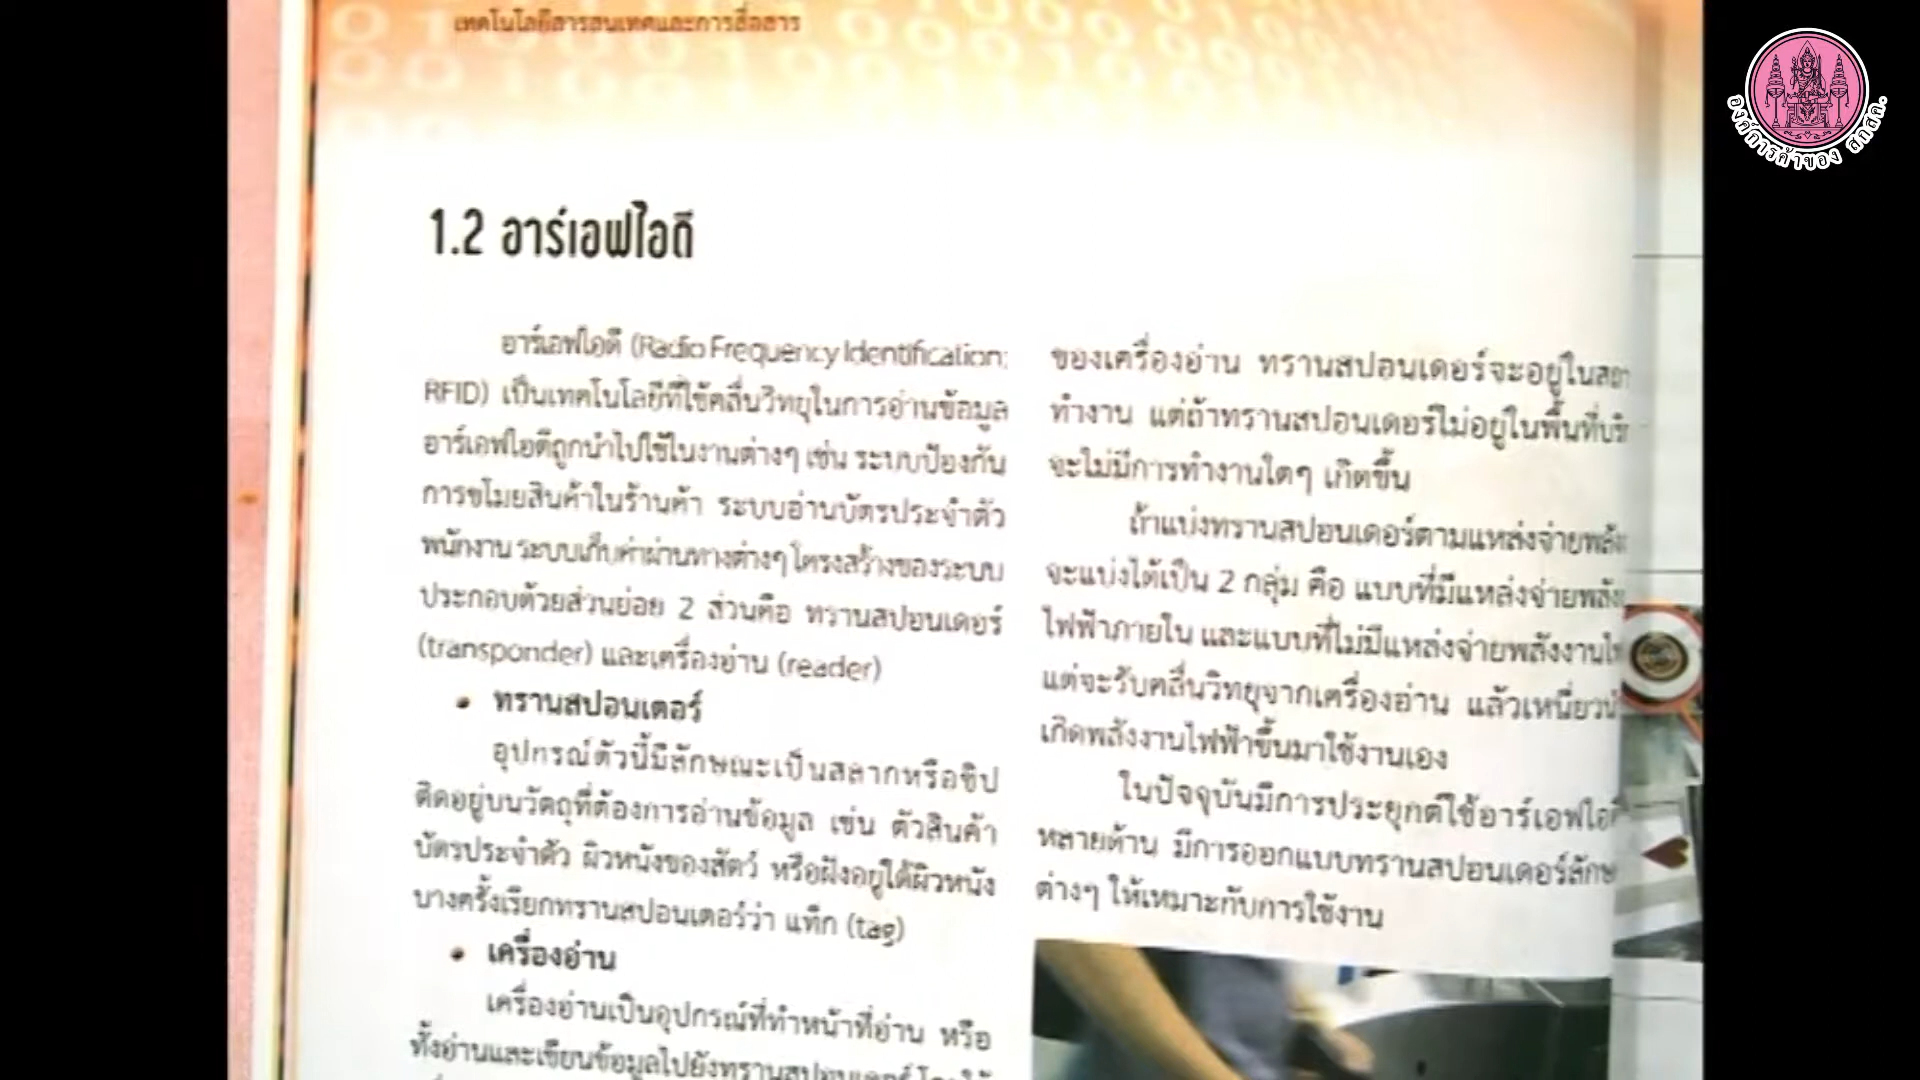 เทคโนโลยีสารสนเทศและการสื่อสาร
องค์การค้าของ สกสค.
1.2 อาร์เอฟไอดี
อาร์เอฟไอดี (Radio Frequency Identification:
RFID) เป็นเทคโนโลยีที่ใช้คลื่นวิทยุในการอ่านข้อมูล
อาร์เอฟไอดีถูกนำไปใช้ในงานต่างๆ เช่น ระบบป้องกัน
การขโมยสินค้าในร้านค้า ระบบอ่านบัตรประจำตัว
พนักงาน ระบบเก็บค่าผ่านทางต่างๆ โครงสร้างของระบบ
ประกอบด้วยส่วนย่อย 2 ส่วนคือ ทรานสปอนเดอร์
(transponder) และเครื่องอ่าน (reader)
• ทรานสปอนเดอร์
อุปกรณ์ตัวนี้มีลักษณะเป็นสลากหรือชิป
ติดอยู่บนวัตถุที่ต้องการอ่านข้อมูล เช่น ตัวสินค้า
บัตรประจำตัว ผิวหนังของสัตว์ หรือฝังอยู่ใต้ผิวหนัง
บางครั้งเรียกทรานสปอนเดอร์ว่า แท็ก (tag)
• เครื่องอ่าน
เครื่องอ่านเป็นอุปกรณ์ที่ทำหน้าที่อ่าน หรือ
ทั้งอ่านและเขียนข้อมูลไปยังทรานสปอนเดอร์
ของเครื่องอ่าน ทรานสปอนเดอร์จะอยู่ใน
ทำงาน แต่ถ้าทรานสปอนเดอร์ไม่อยู่ในพื้นที่
จะไม่มีการทำงานใดๆ เกิดขึ้น
ถ้าแบ่งทรานสปอนเดอร์ตามแหล่งจ่าย
จะแบ่งได้เป็น 2 กลุ่ม คือ แบบที่มีแหล่งจ่าย
ไฟฟ้าภายใน และแบบที่ไม่มีแหล่งจ่ายพลังงาน
แต่จะรับคลื่นวิทยุจากเครื่องอ่าน แล้วเหนี่ยว
เกิดพลังงานไฟฟ้าขึ้นมาใช้งานเอง
ในปัจจุบันมีการประยุกต์ใช้อาร์เอฟไอ
หลายด้าน มีการออกแบบทรานสปอนเดอร์
ต่างๆ ให้เหมาะกับการใช้งาน